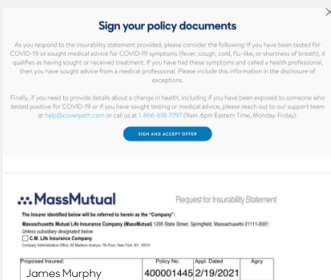 Sign your policy documents
As you respond to the insurability statement provided, please consider the following: If you have been tested for
COVID-19 or sought medical advice for COVID-19 symptoms (fever, cough, cold, flu-like, or shortness of breath), it
qualifies as having sought or received treatment. If you have had these symptoms and called a health professional,
then you have sought advice from a medical professional. Please include this information in the disclosure of
exceptions.
Finally, if you need to provide details about a change in health, including if you have been exposed to someone who
tested positive for COVID-19 or if you have sought testing or medical advice, please reach out to our support team
at help@coverpath.com or call us at 1-866-618-7797 (9am-6pm Eastern Time, Monday-Friday).
SIGN AND ACCEPT OFFER
MassMutual
Request for Insurability Statement
The Insurer identified below will be referred to herein as the "Company":
Massachusetts Mutual Life Insurance Company (MassMutual) 1295 State Street, Springfield, Massachusetts 01111-0001
Unless subsidiary designated below:
C.M. Life Insurance Company
Proposed Insured: Policy No. Appl. Dated Agcy
James Murphy 400001445 2/19/2021